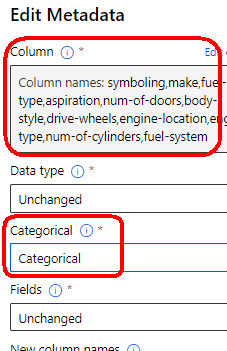 Edit Metadata
Column *
Column names: symboling,make,fuel-
type,aspiration,num-of-doors,body-
style,drive-wheels,engine-location,
type,num-of-cylinders,fuel-system
Data type *
Unchanged
Categorical *
Categorical
Fields
Unchanged
New column names